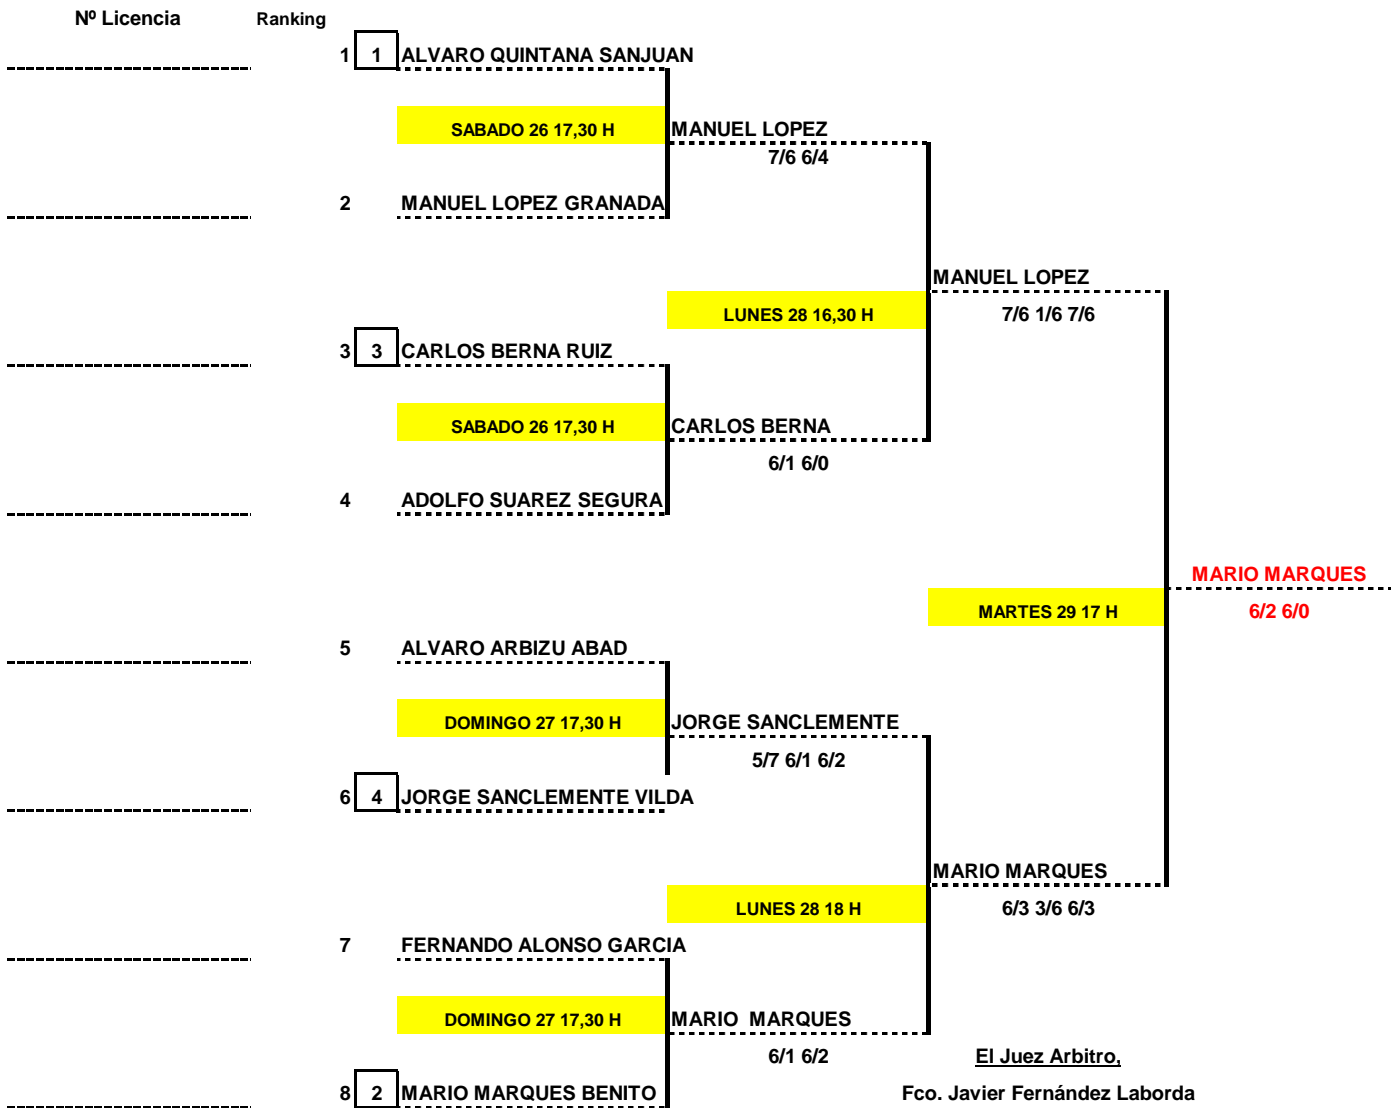 Nº Licencia Ranking
1 1 ALVARO QUINTANA SANJUAN
SABADO 26 17,30 H MANUEL LOPEZ
7/6 6/4
2 MANUEL LOPEZ GRANADA
MANUEL LOPEZ
LUNES 28 16,30 H 7/6 1/6 7/6
3 3 CARLOS BERNA RUIZ
SABADO 26 17,30 H CARLOS BERNA
6/1 6/0
4 ADOLFO SUAREZ SEGURA
MARIO MARQUES
MARTES 29 17 H 6/2 6/0
5 ALVARO ARBIZU ABAD
DOMINGO 27 17,30 H JORGE SANCLEMENTE
5/7 6/1 6/2
6 4 JORGE SANCLEMENTE VILDA
MARIO MARQUES
LUNES 28 18 H 6/3 3/6 6/3
7 FERNANDO ALONSO GARCIA
DOMINGO 27 17,30 H MARIO MARQUES
6/1 6/2 El Juez Arbitro,
8 2 MARIO MARQUES BENITO Fco. Javier Fernández Laborda